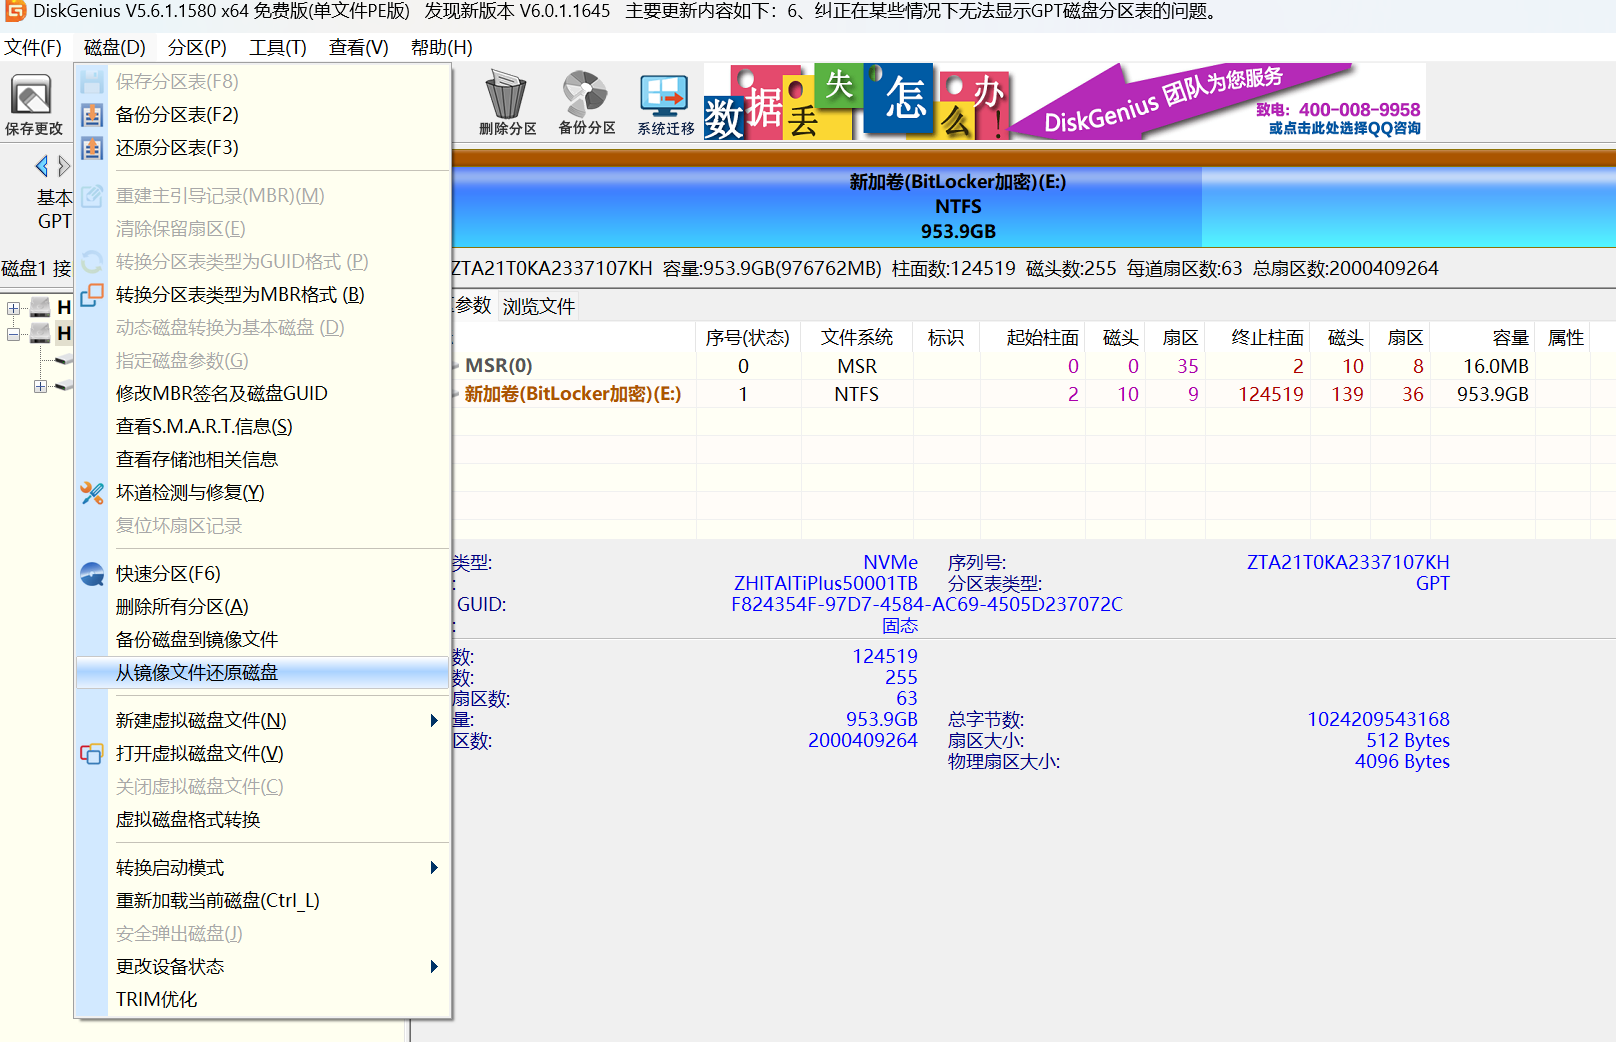 DiskGenius V5.6.1.1580 x64 免费版(单文件PE版)   发现新版本 V6.0.1.1645   主要更新内容如下：6、纠正在某些情况下无法显示GPT磁盘分区表的问题。
文件(F) 磁盘(D) 分区(P) 工具(T) 查看(V) 帮助(H)
保存更改
删除分区 备份分区 系统迁移
数据丢失怎么办!
DiskGenius 团队为您服务
致电：400-008-9958
或点击此处选择QQ咨询
保存分区表(F8)
备份分区表(F2)
还原分区表(F3)
重建主引导记录(MBR)(M)
清除保留扇区(E)
转换分区表类型为GUID格式 (P)
转换分区表类型为MBR格式 (B)
动态磁盘转换为基本磁盘 (D)
指定磁盘参数(G)
修改MBR签名及磁盘GUID
查看S.M.A.R.T.信息(S)
查看存储池相关信息
坏道检测与修复(Y)
复位坏扇区记录
快速分区(F6)
删除所有分区(A)
备份磁盘到镜像文件
从镜像文件还原磁盘
新建虚拟磁盘文件(N)
打开虚拟磁盘文件(V)
关闭虚拟磁盘文件(C)
虚拟磁盘格式转换
转换启动模式
重新加载当前磁盘(Ctrl_L)
安全弹出磁盘(J)
更改设备状态
TRIM优化
基本
GPT
新加卷(BitLocker加密)(E:)
NTFS
953.9GB
磁盘1 接
ZTA21T0KA2337107KH 容量:953.9GB(976762MB) 柱面数:124519 磁头数:255 每道扇区数:63 总扇区数:2000409264
H
H
参数 浏览文件
序号(状态) 文件系统 标识 起始柱面 磁头 扇区 终止柱面 磁头 扇区 容量 属性
MSR(0) 0 MSR 0 0 35 2 10 8 16.0MB
新加卷(BitLocker加密)(E:) 1 NTFS 2 10 9 124519 139 36 953.9GB
类型: NVMe 序列号: ZTA21T0KA2337107KH
: ZHITAITiPlus50001TB 分区表类型: GPT
GUID: F824354F-97D7-4584-AC69-4505D237072C
: 固态
数: 124519
数: 255
扇区数: 63
量: 953.9GB 总字节数: 1024209543168
区数: 2000409264 扇区大小: 512 Bytes
物理扇区大小: 4096 Bytes